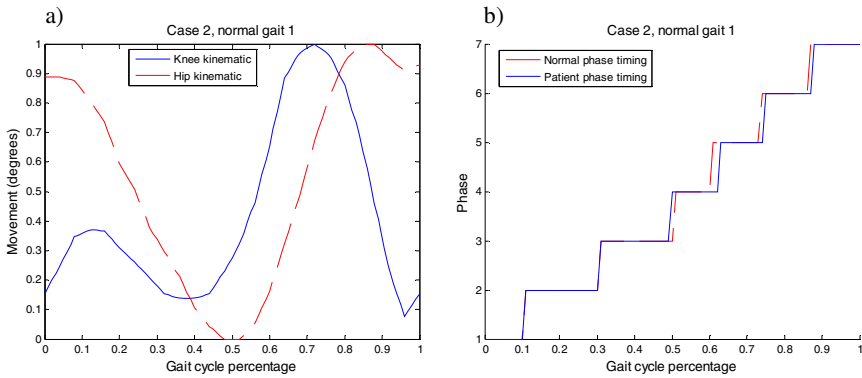 a)
Case 2, normal gait 1
Knee kinematic
Hip kinematic
Movement (degrees)
1
0.9
0.8
0.7
0.6
0.5
0.4
0.3
0.2
0.1
0
0 0.1 0.2 0.3 0.4 0.5 0.6 0.7 0.8 0.9 1
Gait cycle percentage
b)
Case 2, normal gait 1
Normal phase timing
Patient phase timing
Phase
7
6
5
4
3
2
1
0 0.1 0.2 0.3 0.4 0.5 0.6 0.7 0.8 0.9 1
Gait cycle percentage